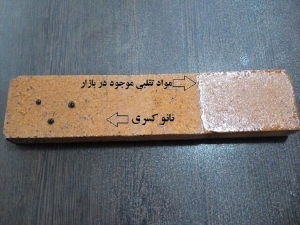 مواد تقلبی موجود در بازار
نانو کسری